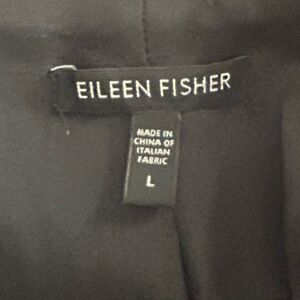 EILEEN FISHER
MADE IN
CHINA OF
ITALIAN
FABRIC
L